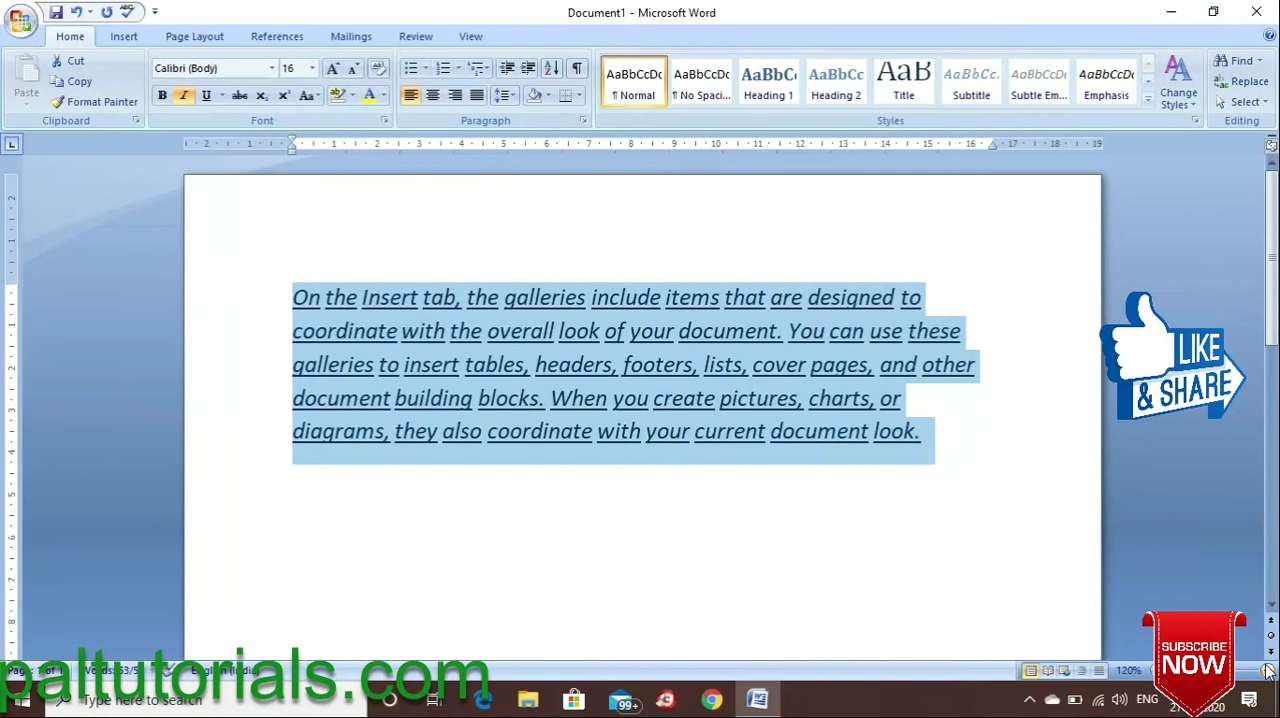 Document1 - Microsoft Word
Home Insert Page Layout References Mailings Review View
Paste
Cut
Copy
Format Painter
Clipboard
Calibri (Body) 16
Font
Paragraph
AaBbCcDc AaBbCcDc AaBbC AaBbCc AaB AaBbCc. AaBbCcDc AaBbCcDc
¶ Normal ¶ No Spaci... Heading 1 Heading 2 Title Subtitle Subtle Em... Emphasis
Change
Styles
Styles
Find
Replace
Select
Editing
On the Insert tab, the galleries include items that are designed to
coordinate with the overall look of your document. You can use these
galleries to insert tables, headers, footers, lists, cover pages, and other
document building blocks. When you create pictures, charts, or
diagrams, they also coordinate with your current document look.
LIKE
& SHARE
SUBSCRIBE
NOW
120%
paltutorials.com
Type here to search
99+
ENG